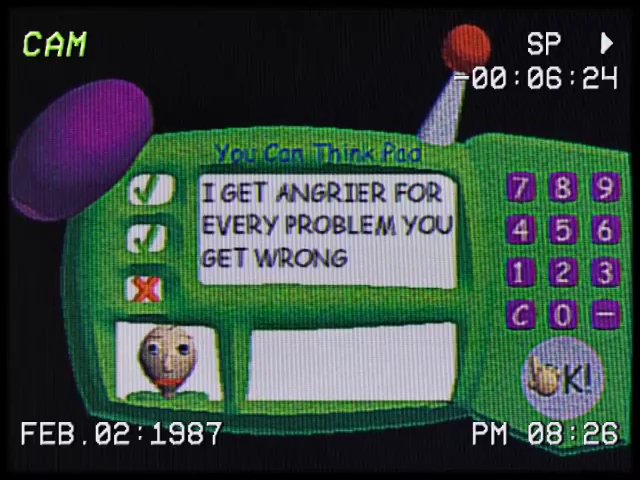 CAM
SP
-00:06:24
You Can Think Pad
I GET ANGRIER FOR
EVERY PROBLEM YOU
GET WRONG
7 8 9
4 5 6
1 2 3
C 0 -
OK!
FEB.02:1987
PM 08:26